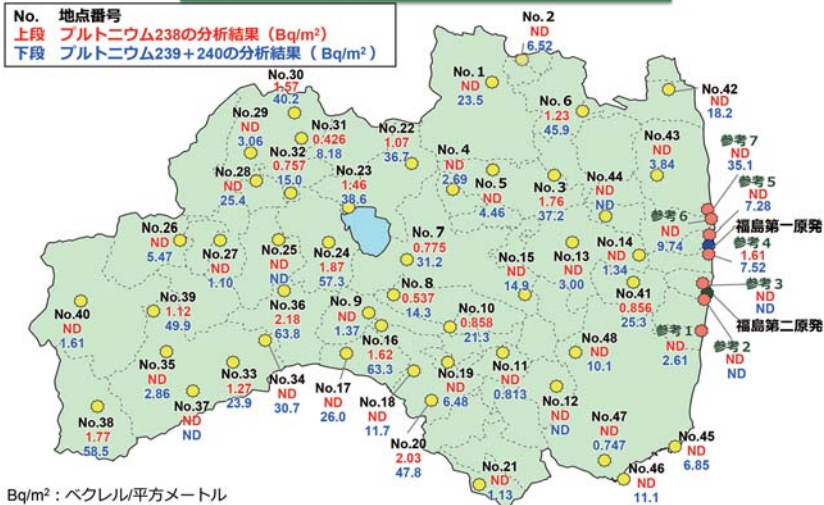 No. 地点番号
上段 プルトニウム238の分析結果（Bq/m²）
下段 プルトニウム239＋240の分析結果（ Bq/m² ）
No.2
ND
6.52
No.1
ND
23.5
No.30
1.57
40.2
No.42
ND
18.2
No.6
1.23
45.9
No.29
ND
3.06
No.31
0.426
8.18
No.22
1.07
36.7
No.43
ND
3.84
参考7
ND
35.1
No.32
0.757
15.0
No.4
ND
2.69
No.28
ND
25.4
No.23
1.46
38.6
No.5
ND
4.46
No.3
1.76
37.2
No.44
ND
ND
参考5
ND
7.28
参考6
ND
9.74
福島第一原発
No.26
ND
5.47
No.27
ND
1.10
No.25
ND
ND
No.24
1.87
57.3
No.7
0.775
31.2
No.15
ND
14.9
No.13
ND
3.00
No.14
ND
1.34
参考4
1.61
7.52
No.40
ND
1.61
No.39
1.12
49.9
No.36
2.18
63.8
No.9
ND
1.37
No.8
0.537
14.3
No.10
0.858
21.3
No.41
0.856
25.3
参考3
ND
ND
福島第二原発
No.35
ND
2.86
No.33
1.27
23.9
No.34
ND
30.7
No.16
1.62
63.3
No.17
ND
26.0
No.18
ND
11.7
No.19
ND
6.48
No.11
ND
0.813
No.48
ND
10.1
参考1
ND
2.61
参考2
ND
ND
No.38
1.77
58.5
No.37
ND
ND
No.20
2.03
47.8
No.12
ND
ND
No.47
ND
0.747
No.45
ND
6.85
No.21
ND
1.13
No.46
ND
11.1
Bq/m²：ベクレル/平方メートル